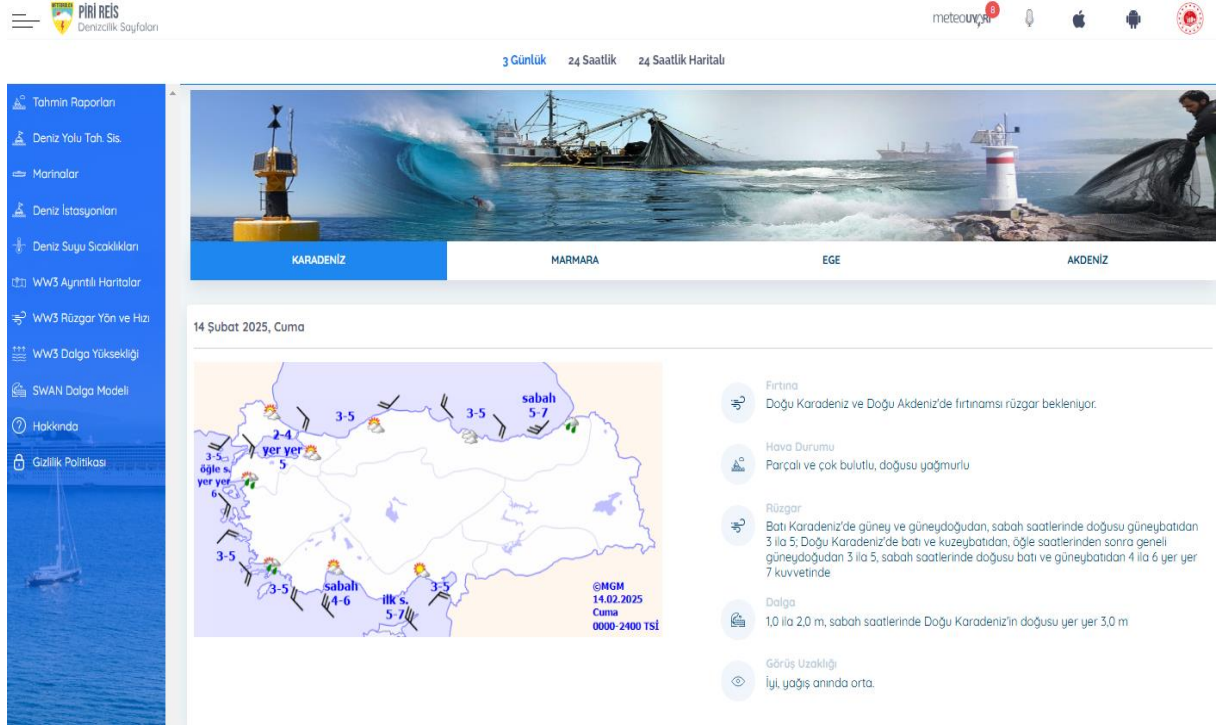 PİRİ REİS
Denizcilik Sayfaları
meteouyarı
8
3 Günlük 24 Saatlik 24 Saatlik Haritalı
Tahmin Raporları
Deniz Yolu Tah. Sis.
Marinalar
Deniz İstasyonları
Deniz Suyu Sıcaklıkları
WW3 Ayrıntılı Haritalar
WW3 Rüzgar Yön ve Hızı
WW3 Dalga Yüksekliği
SWAN Dalga Modeli
Hakkında
Gizlilik Politikası
KARADENİZ MARMARA EGE AKDENİZ
14 Şubat 2025, Cuma
3-5
3-5
sabah
5-7
2-4
yer yer
5
3-5
öğle s.
yer yer
6
3-5
3-5
sabah
4-6
ilk s.
5-7
3-5
©MGM
14.02.2025
Cuma
0000-2400 TSİ
Fırtına
Doğu Karadeniz ve Doğu Akdeniz'de fırtınamsı rüzgar bekleniyor.
Hava Durumu
Parçalı ve çok bulutlu, doğusu yağmurlu
Rüzgar
Batı Karadeniz'de güney ve güneydoğudan, sabah saatlerinde doğusu güneybatıdan
3 ila 5; Doğu Karadeniz'de batı ve kuzeybatıdan, öğle saatlerinden sonra geneli
güneydoğudan 3 ila 5, sabah saatlerinde doğusu batı ve güneybatıdan 4 ila 6 yer yer
7 kuvvetinde
Dalga
1,0 ila 2,0 m, sabah saatlerinde Doğu Karadeniz'in doğusu yer yer 3,0 m
Görüş Uzaklığı
İyi, yağış anında orta.